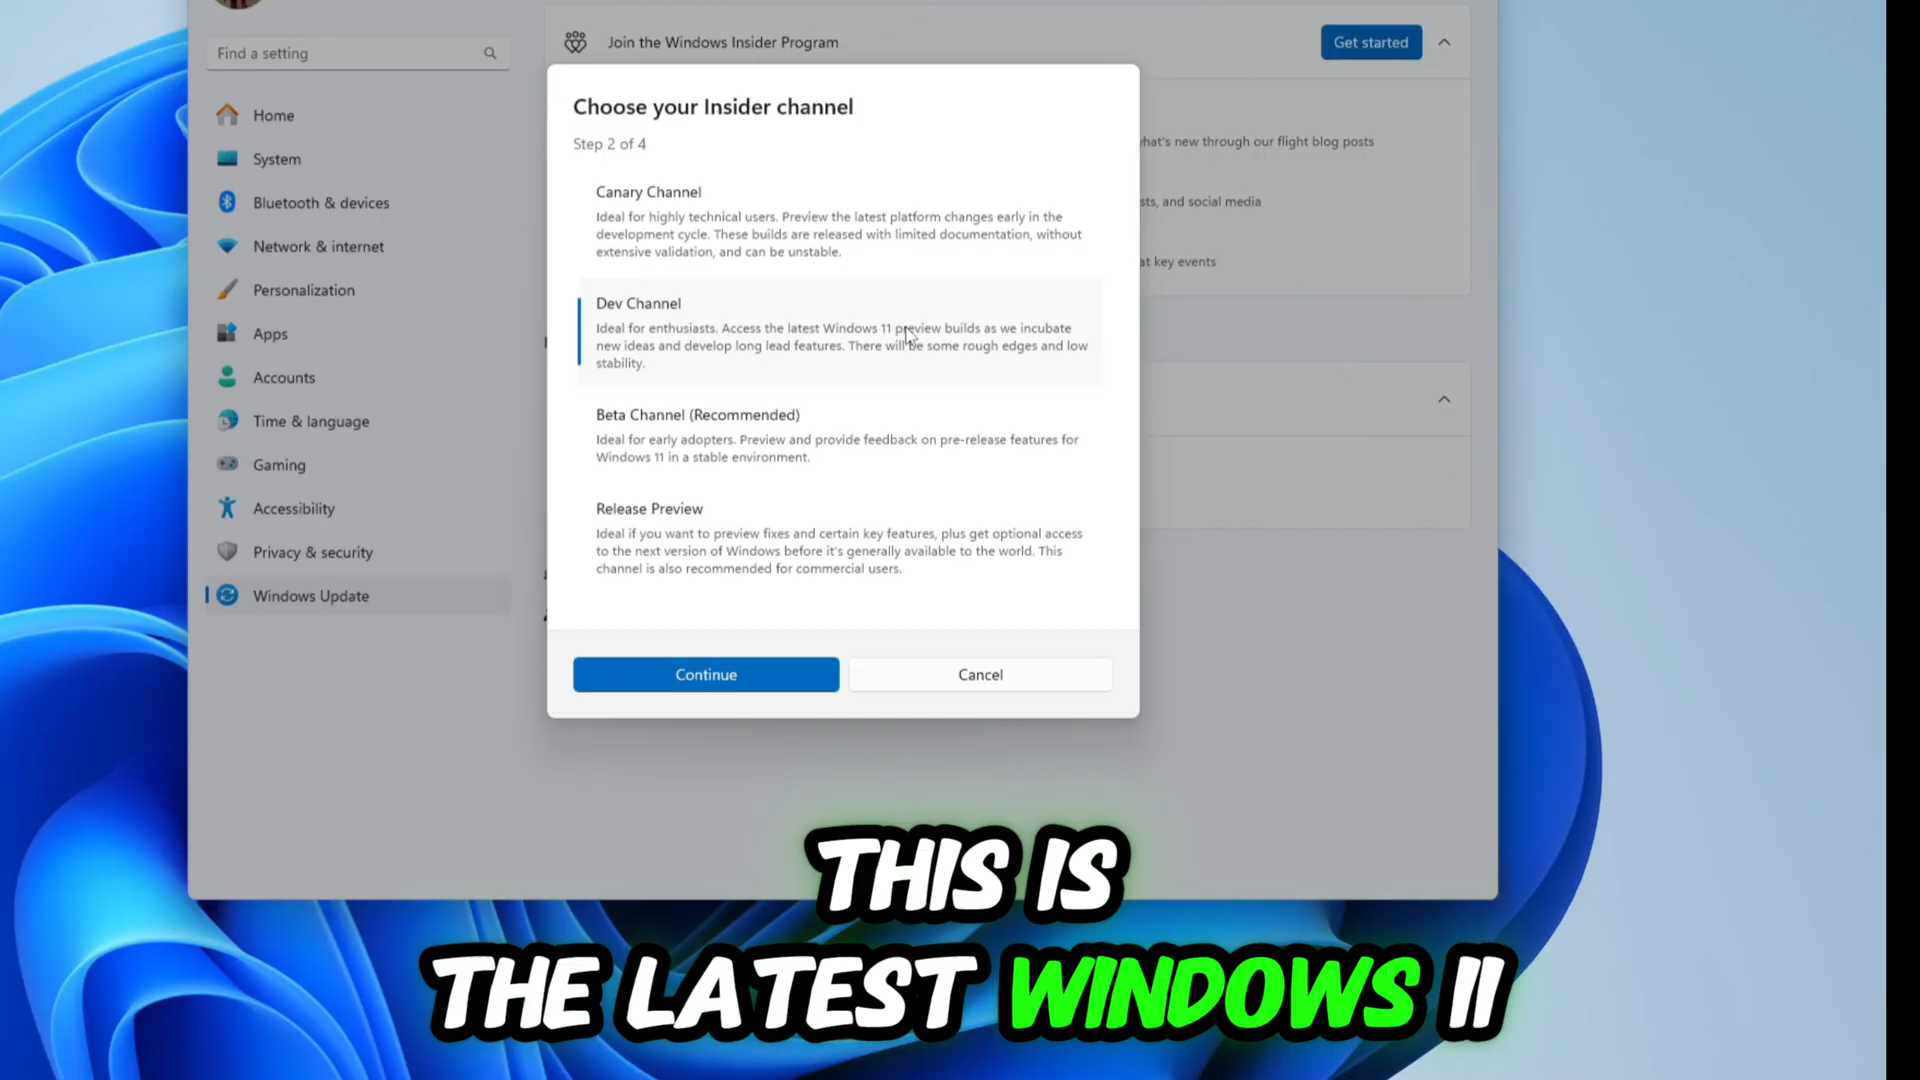 Find a setting
Home
System
Bluetooth & devices
Network & internet
Personalization
Apps
Accounts
Time & language
Gaming
Accessibility
Privacy & security
Windows Update
Join the Windows Insider Program
Get started
what's new through our flight blog posts
sts, and social media
at key events
Choose your Insider channel
Step 2 of 4
Canary Channel
Ideal for highly technical users. Preview the latest platform changes early in the
development cycle. These builds are released with limited documentation, without
extensive validation, and can be unstable.
Dev Channel
Ideal for enthusiasts. Access the latest Windows 11 preview builds as we incubate
new ideas and develop long lead features. There will be some rough edges and low
stability.
Beta Channel (Recommended)
Ideal for early adopters. Preview and provide feedback on pre-release features for
Windows 11 in a stable environment.
Release Preview
Ideal if you want to preview fixes and certain key features, plus get optional access
to the next version of Windows before it's generally available to the world. This
channel is also recommended for commercial users.
Continue
Cancel
THIS IS
THE LATEST WINDOWS 11